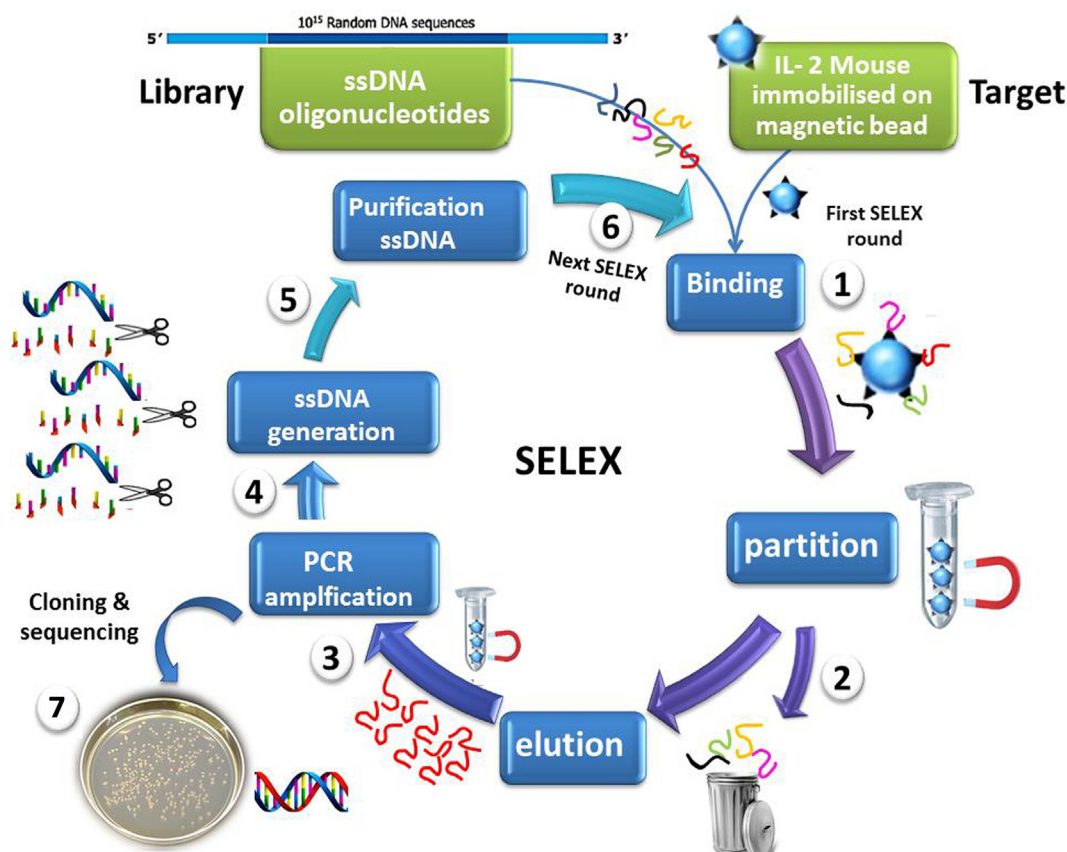 10¹⁵ Random DNA sequences
5′
3′
Library
ssDNA
oligonucleotides
IL- 2 Mouse
immobilised on
magnetic bead
Target
Purification
ssDNA
6
Next SELEX
round
First SELEX
round
Binding
1
5
ssDNA
generation
SELEX
4
partition
PCR
amplfication
Cloning &
sequencing
3
2
7
elution